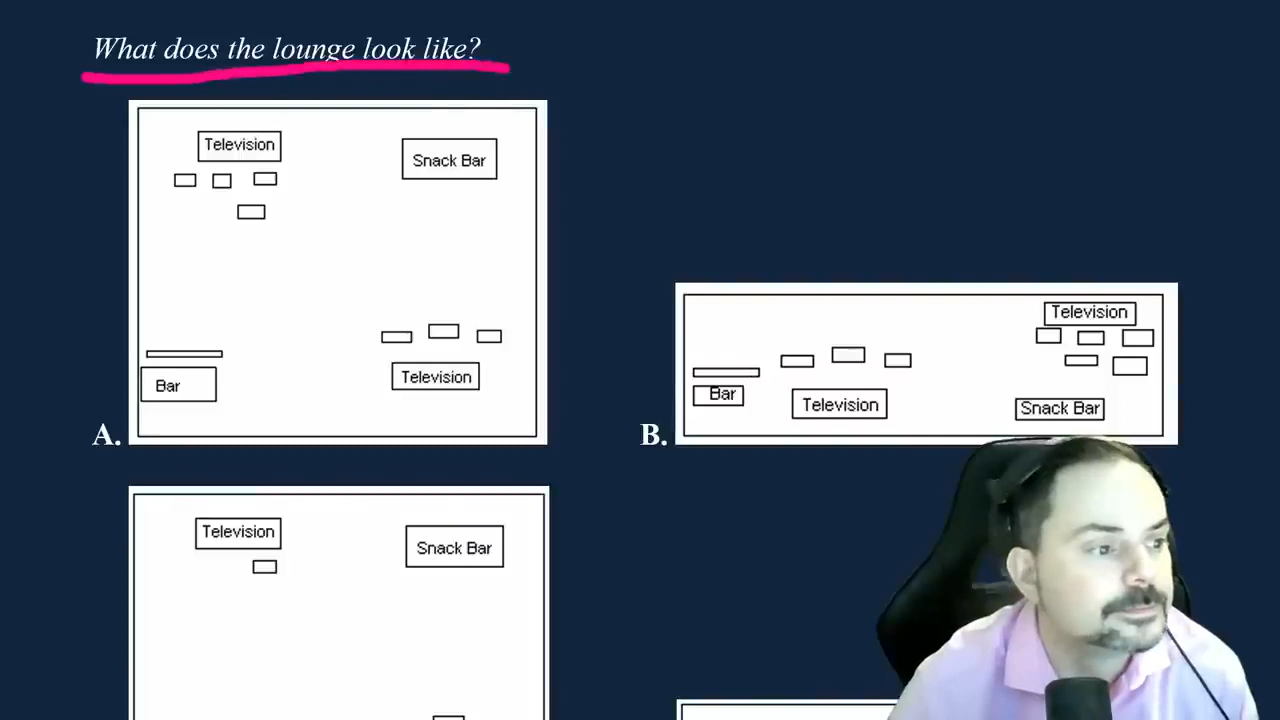 What does the lounge look like?
Television
Snack Bar
Bar
Television
A.
Television
Bar
Television
Snack Bar
B.
Television
Snack Bar